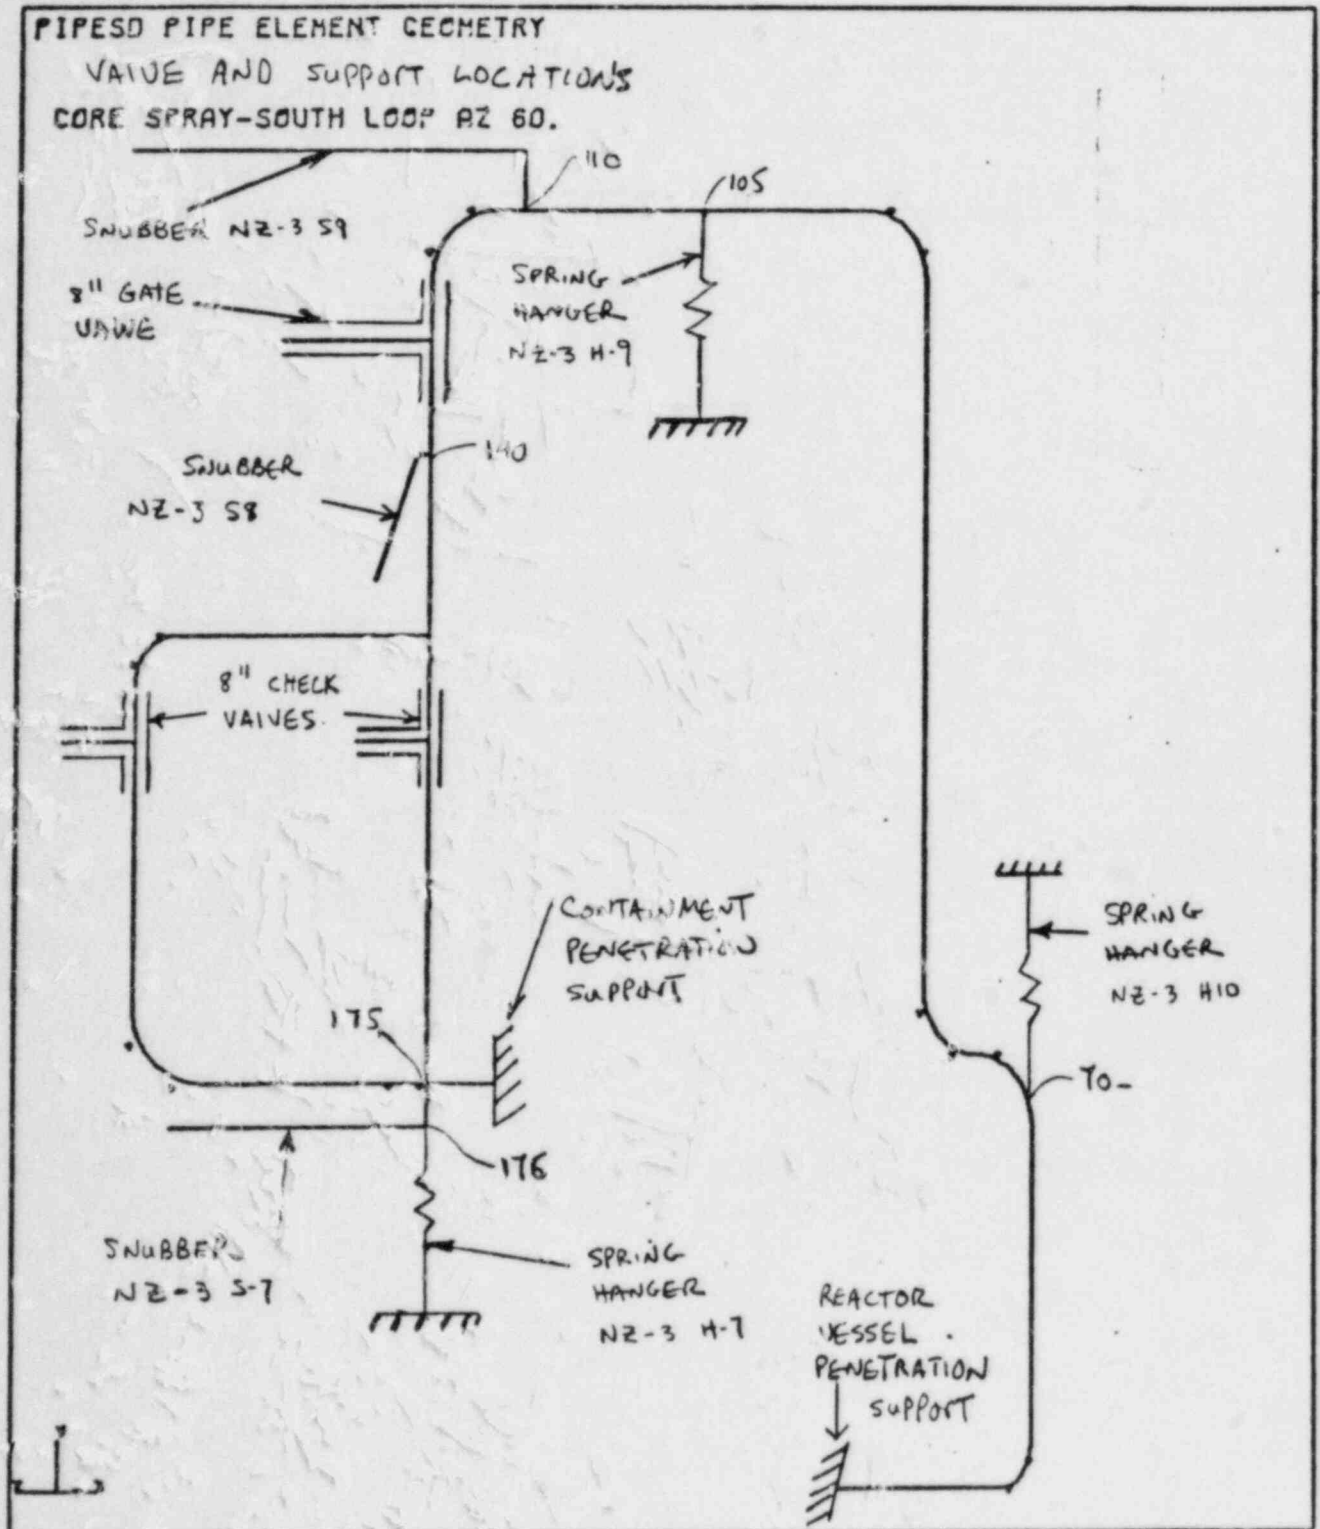 PIPESD PIPE ELEMENT GEOMETRY
VALVE AND SUPPORT LOCATIONS
CORE SPRAY-SOUTH LOOP AZ 60.
110
105
SNUBBER NZ-3 S9
8" GATE
VALVE
SPRING
HANGER
NZ-3 H-9
140
SNUBBER
NZ-3 S8
8" CHECK
VALVES.
CONTAINMENT
PENETRATION
SUPPORT
SPRING
HANGER
NZ-3 H10
175
70-
176
SNUBBERS
NZ-3 S-7
SPRING
HANGER
NZ-3 H-7
REACTOR
VESSEL.
PENETRATION
SUPPORT